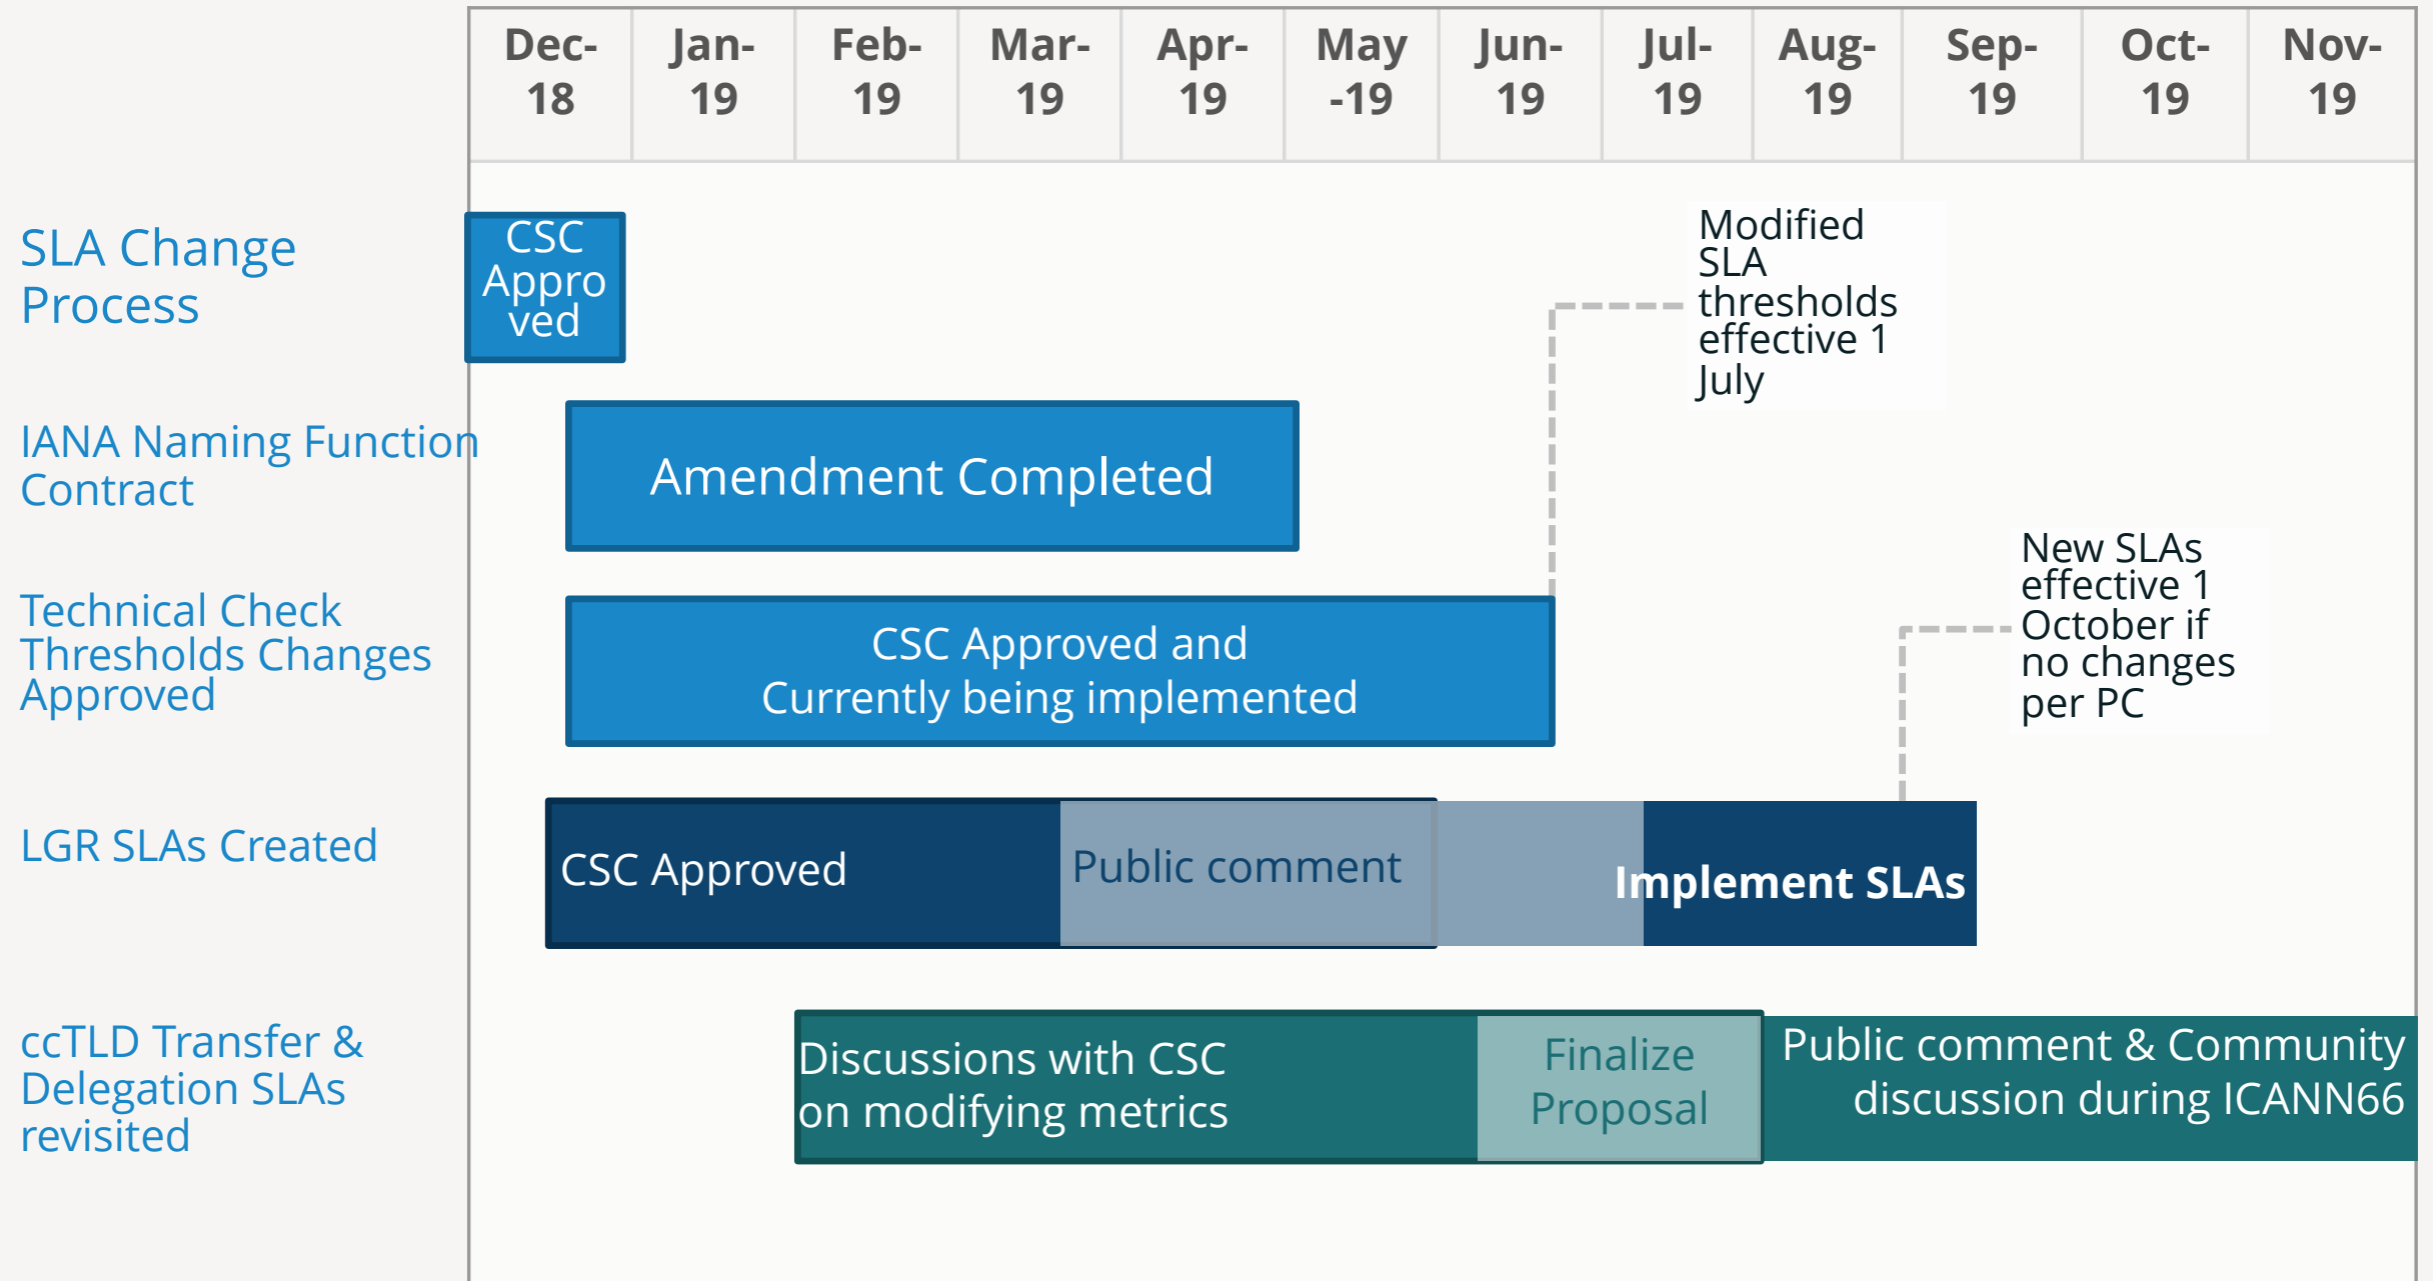 Dec-
18
Jan-
19
Feb-
19
Mar-
19
Apr-
19
May
-19
Jun-
19
Jul-
19
Aug-
19
Sep-
19
Oct-
19
Nov-
19
SLA Change
Process
CSC
Appro
ved
Modified
SLA
thresholds
effective 1
July
IANA Naming Function
Contract
Amendment Completed
Technical Check
Thresholds Changes
Approved
CSC Approved and
Currently being implemented
New SLAs
effective 1
October if
no changes
per PC
LGR SLAs Created
CSC Approved
Public comment
Implement SLAs
ccTLD Transfer &
Delegation SLAs
revisited
Discussions with CSC
on modifying metrics
Finalize
Proposal
Public comment & Community
discussion during ICANN66